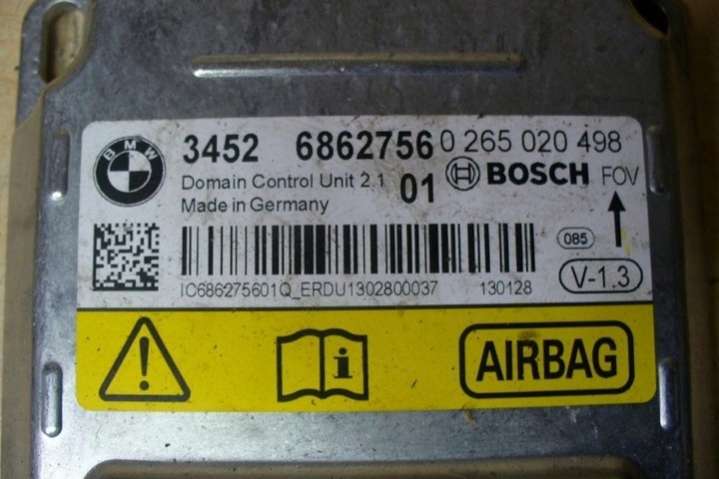 BMW
3452 6862756 0 265 020 498
Domain Control Unit 2.1 01 BOSCH FOV
Made in Germany
085
V-1.3
IC686275601Q_ERDU1302800037 130128
i AIRBAG